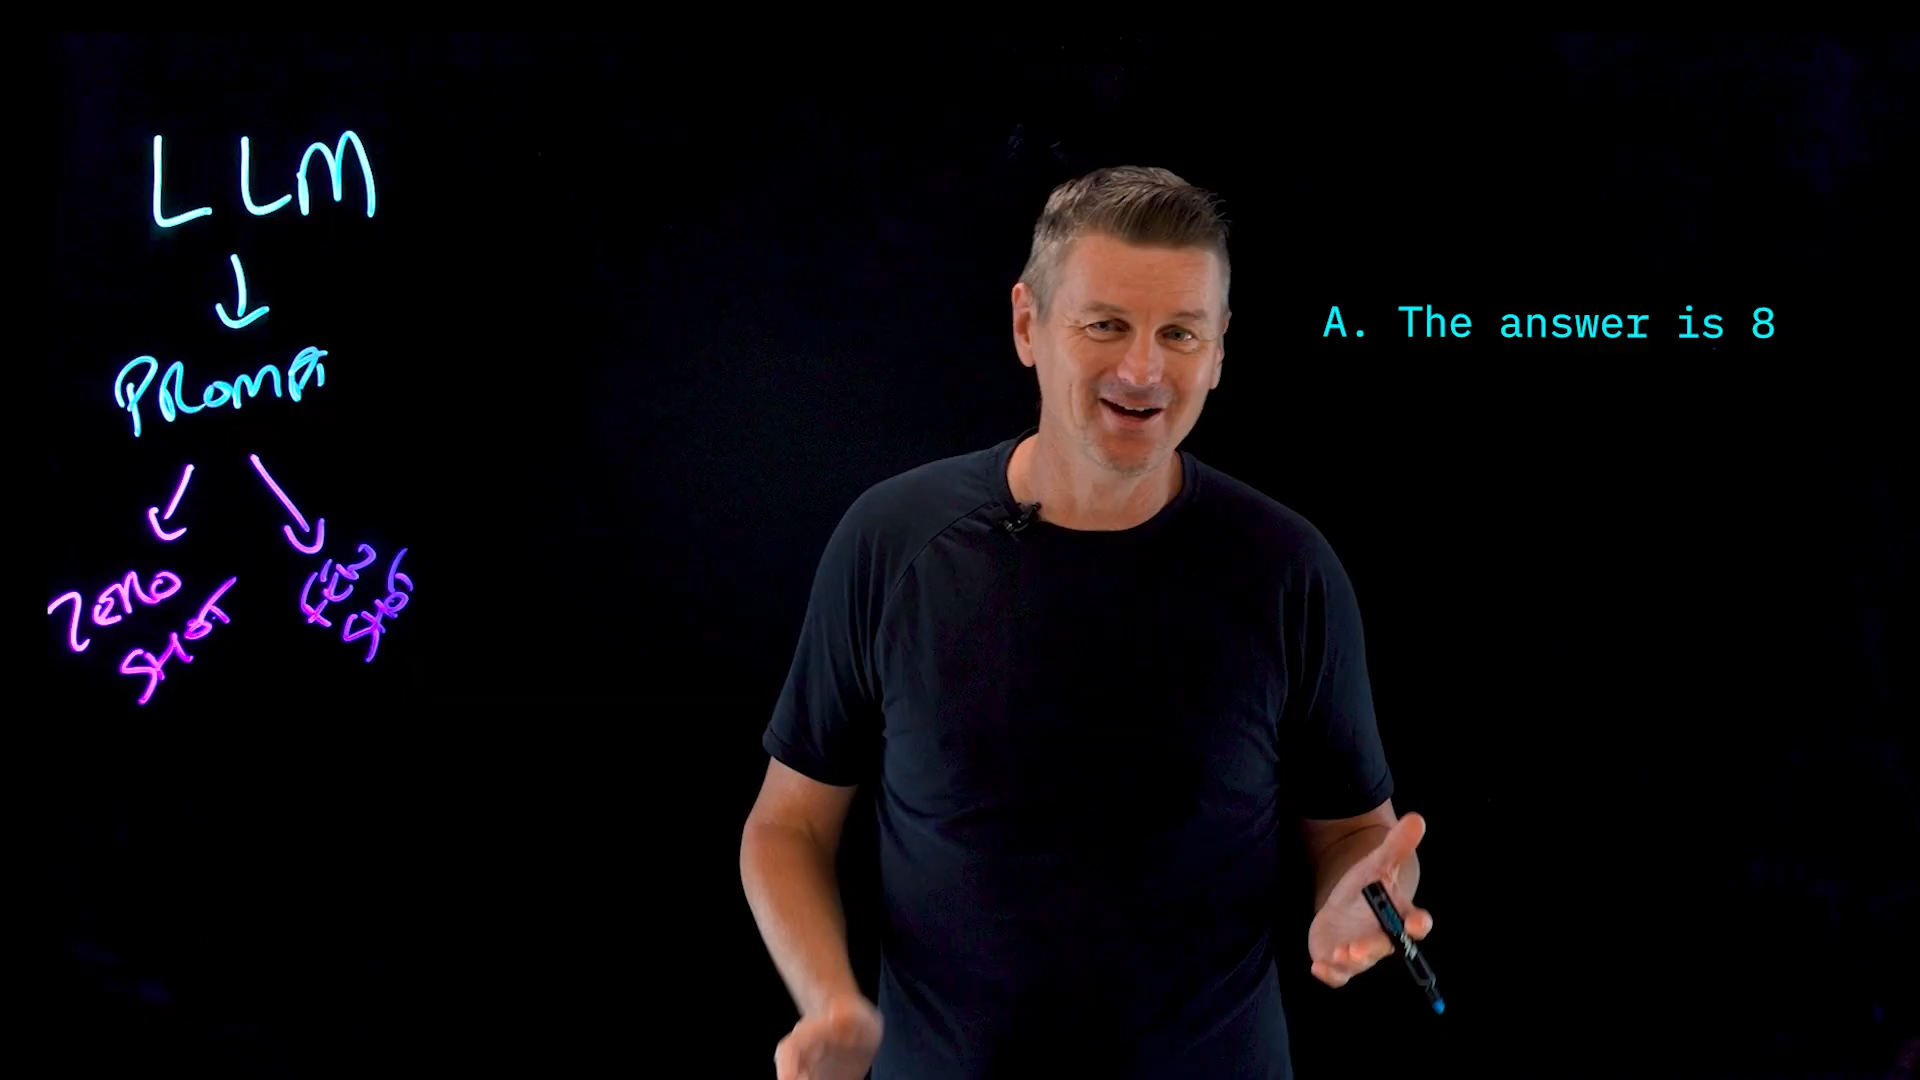 LLM
PROMPT
ZERO
SHOT
FEW
SHOT
A. The answer is 8